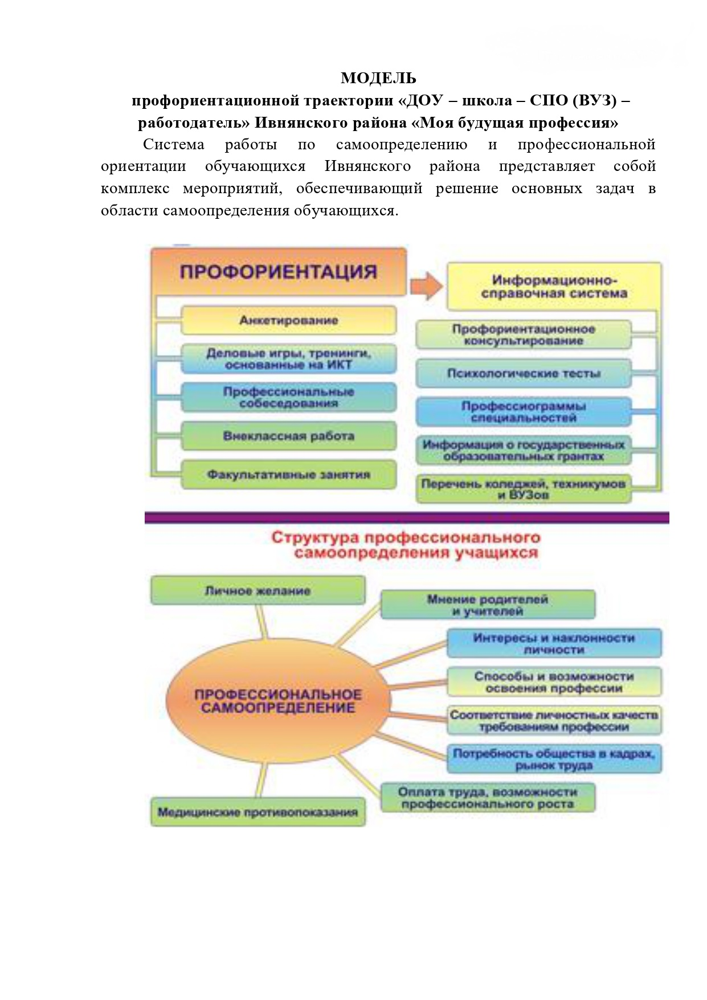 МОДЕЛЬ
профориентационной траектории «ДОУ – школа – СПО (ВУЗ) –
работодатель» Ивнянского района «Моя будущая профессия»
Система работы по самоопределению и профессиональной
ориентации обучающихся Ивнянского района представляет собой
комплекс мероприятий, обеспечивающий решение основных задач в
области самоопределения обучающихся.
ПРОФОРИЕНТАЦИЯ
Анкетирование
Деловые игры, тренинги,
основанные на ИКТ
Профессиональные
собеседования
Внеклассная работа
Факультативные занятия
Информационно-
справочная система
Профориентационное
консультирование
Психологические тесты
Профессиограммы
специальностей
Информация о государственных
образовательных грантах
Перечень коледжей, техникумов
и ВУЗов
Структура профессионального
самоопределения учащихся
Личное желание
Мнение родителей
и учителей
Интересы и наклонности
личности
Способы и возможности
освоения профессии
ПРОФЕССИОНАЛЬНОЕ
САМООПРЕДЕЛЕНИЕ
Соответствие личностных качеств
требованиям профессии
Потребность общества в кадрах,
рынок труда
Оплата труда, возможности
профессионального роста
Медицинские противопоказания